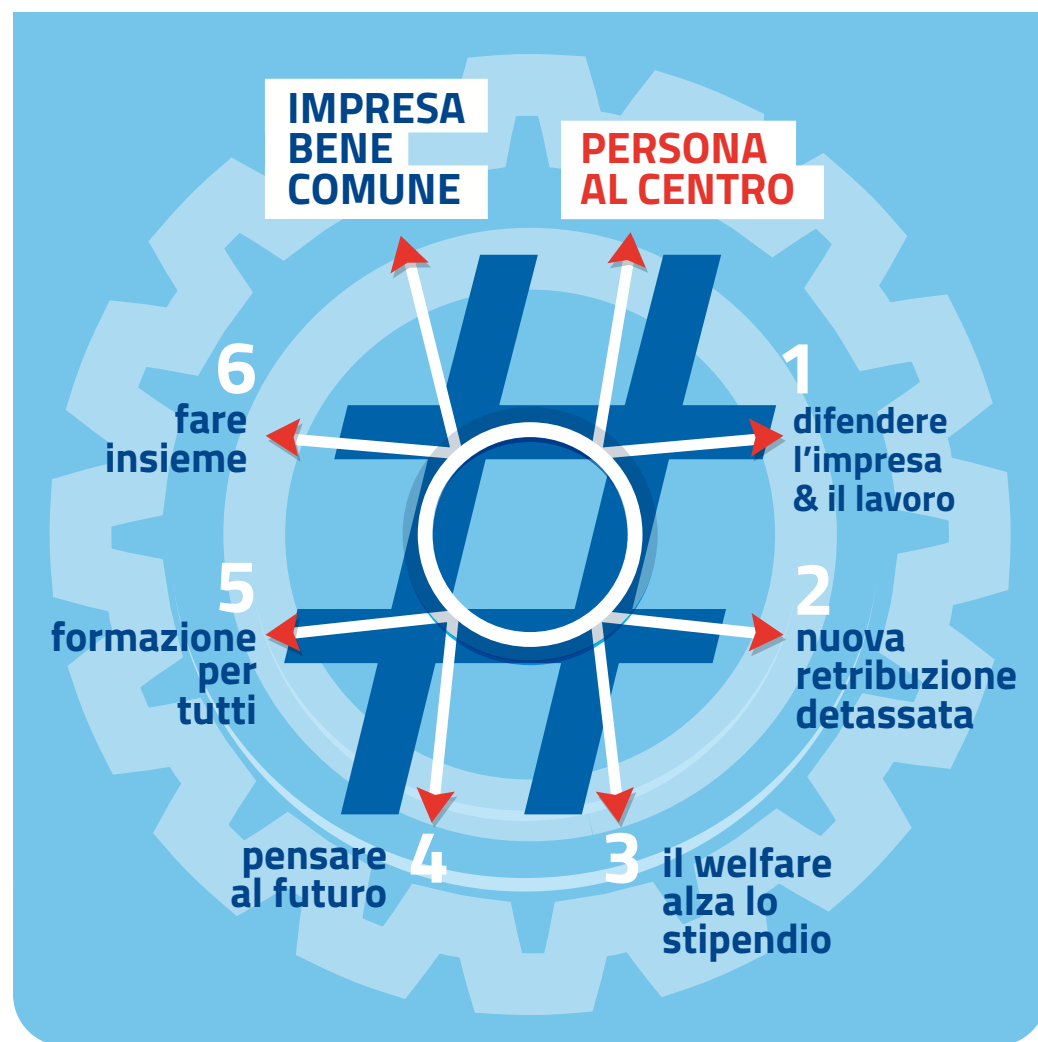 IMPRESA
BENE
COMUNE
PERSONA
AL CENTRO
1
difendere
l'impresa
& il lavoro
2
nuova
retribuzione
detassata
3
il welfare
alza lo
stipendio
4
pensare
al futuro
5
formazione
per
tutti
6
fare
insieme
#